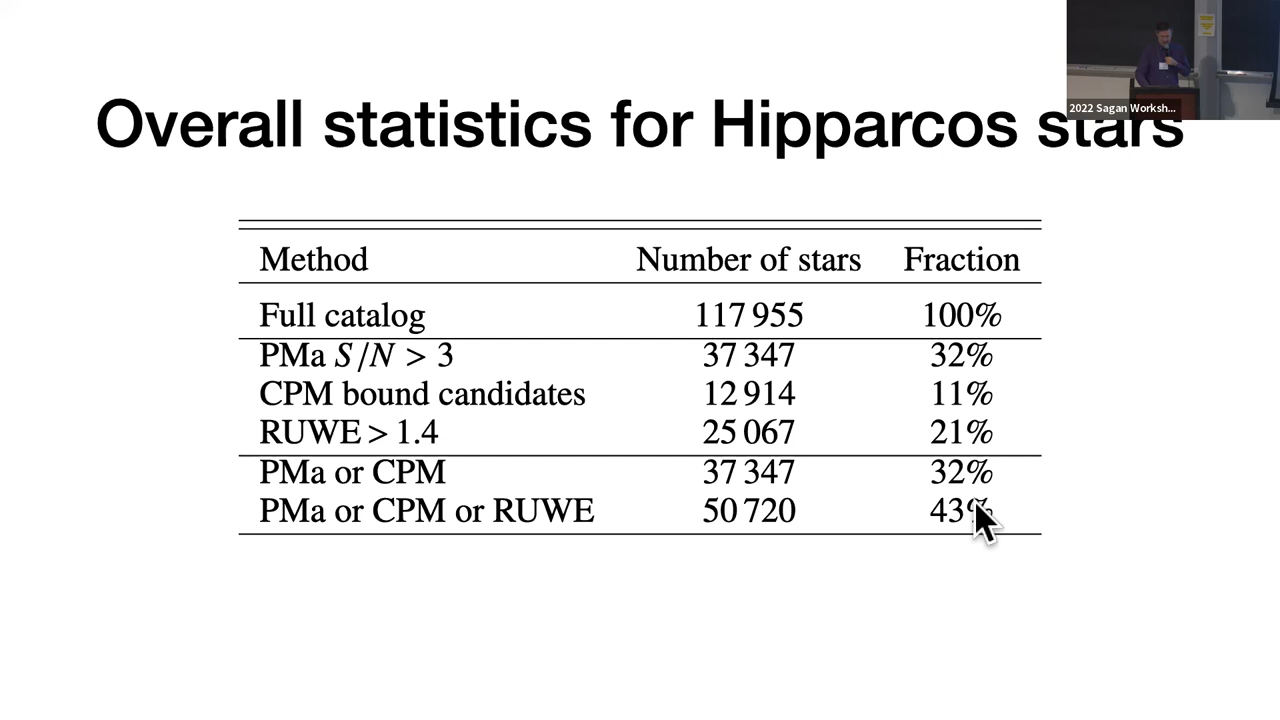 2022 Sagan Worksh...
Overall statistics for Hipparcos stars
Method Number of stars Fraction
Full catalog 117 955 100%
PMa S/N > 3 37 347 32%
CPM bound candidates 12 914 11%
RUWE > 1.4 25 067 21%
PMa or CPM 37 347 32%
PMa or CPM or RUWE 50 720 43%